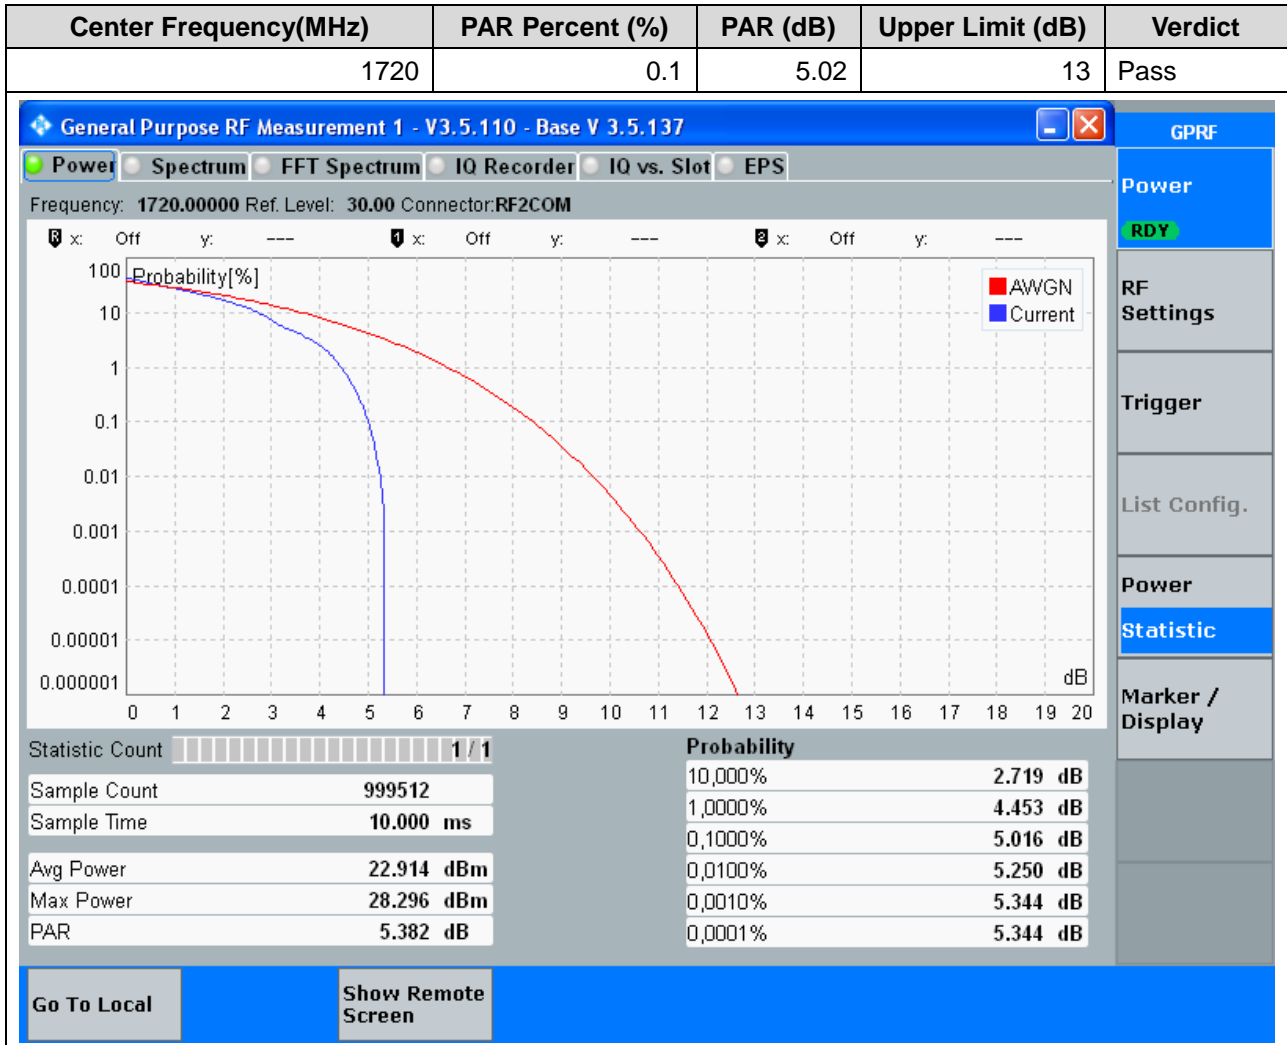 Center Frequency(MHz) PAR Percent (%) PAR (dB) Upper Limit (dB) Verdict
1720 0.1 5.02 13 Pass
General Purpose RF Measurement 1 - V3.5.110 - Base V 3.5.137
GPRF
Power Spectrum FFT Spectrum IQ Recorder IQ vs. Slot EPS
Frequency: 1720.00000 Ref. Level: 30.00 Connector:RF2COM
R x: Off y: --- 1 x: Off y: --- 2 x: Off y: ---
Probability[%]
100
10
1
0.1
0.01
0.001
0.0001
0.00001
0.000001
AWGN
Current
dB
0 1 2 3 4 5 6 7 8 9 10 11 12 13 14 15 16 17 18 19 20
Statistic Count 1 / 1
Sample Count 999512
Sample Time 10.000 ms
Avg Power 22.914 dBm
Max Power 28.296 dBm
PAR 5.382 dB
Probability
10,000% 2.719 dB
1,0000% 4.453 dB
0,1000% 5.016 dB
0,0100% 5.250 dB
0,0010% 5.344 dB
0,0001% 5.344 dB
Power
RDY
RF
Settings
Trigger
List Config.
Power
Statistic
Marker /
Display
Go To Local
Show Remote
Screen